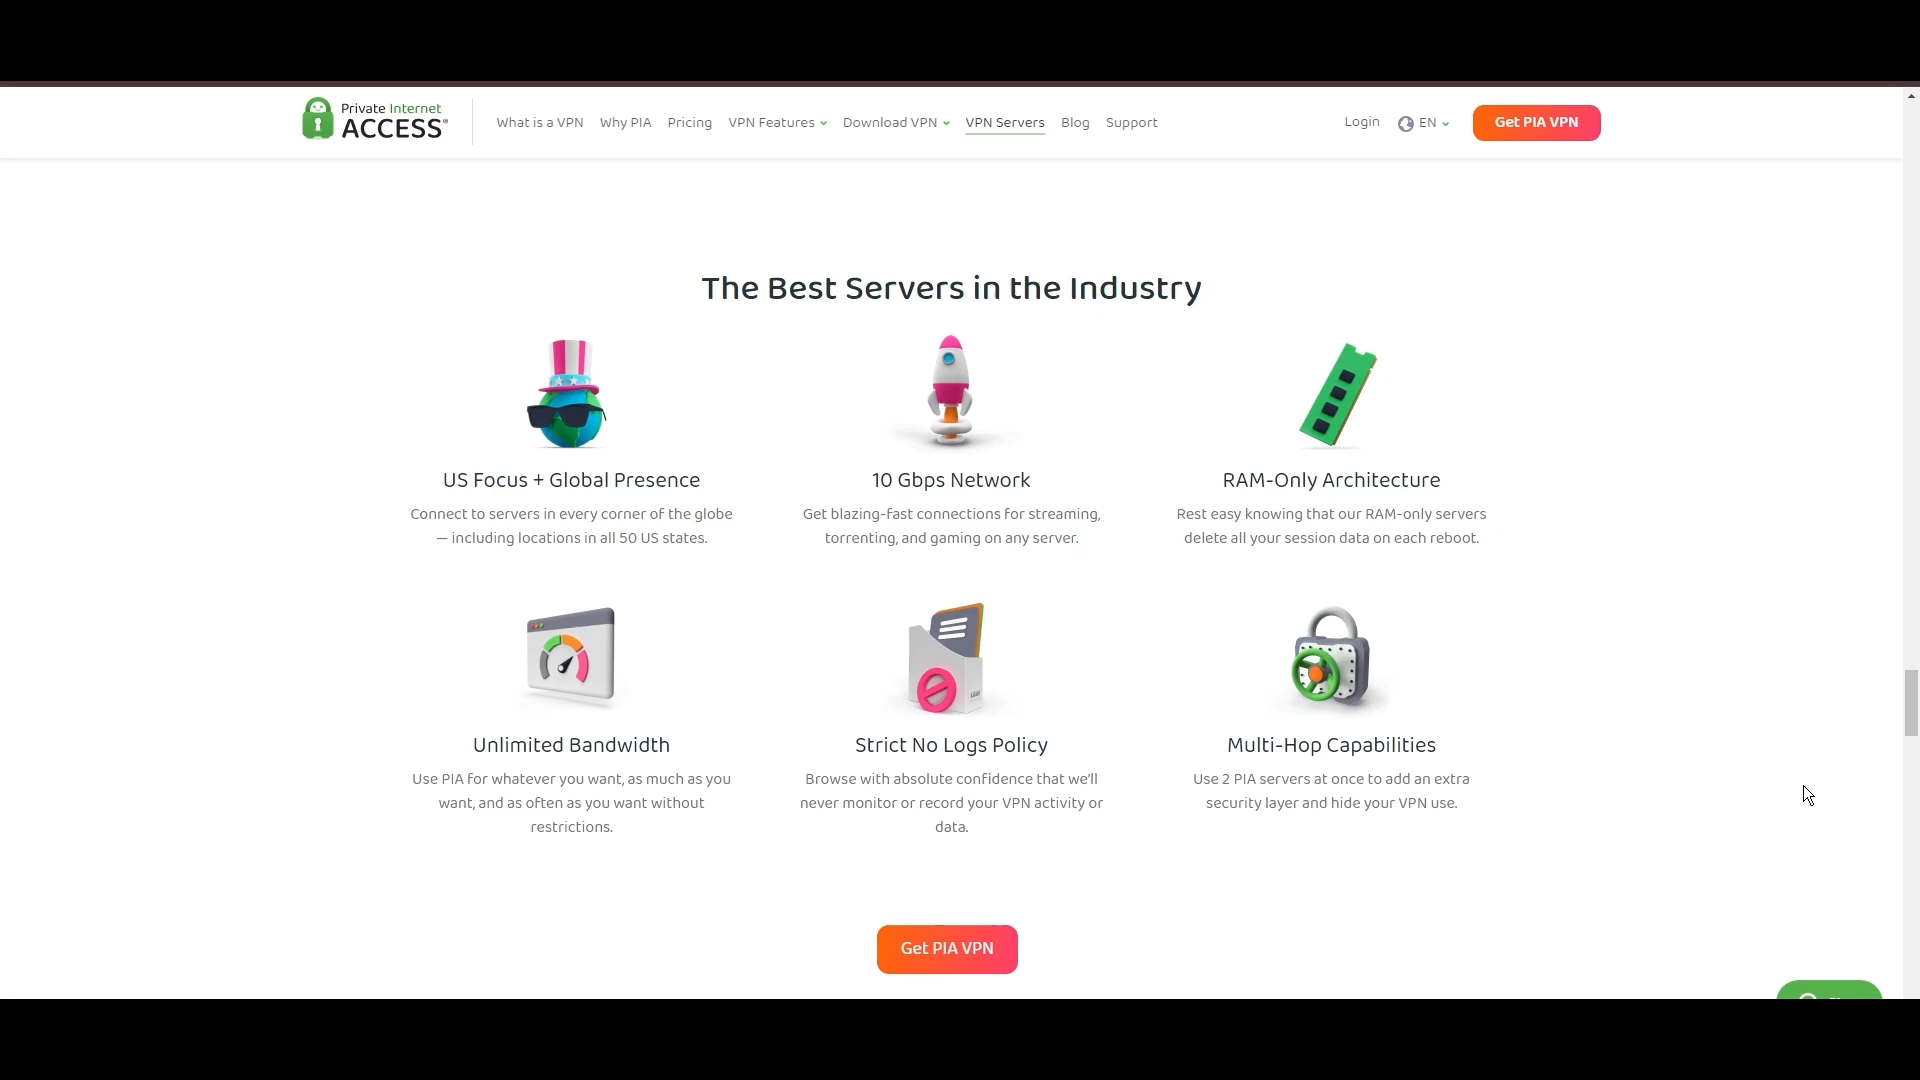 Private Internet
ACCESS®
What is a VPN Why PIA Pricing VPN Features Download VPN VPN Servers Blog Support
Login EN Get PIA VPN
The Best Servers in the Industry
US Focus + Global Presence
Connect to servers in every corner of the globe
— including locations in all 50 US states.
10 Gbps Network
Get blazing-fast connections for streaming,
torrenting, and gaming on any server.
RAM-Only Architecture
Rest easy knowing that our RAM-only servers
delete all your session data on each reboot.
Unlimited Bandwidth
Use PIA for whatever you want, as much as you
want, and as often as you want without
restrictions.
Strict No Logs Policy
Browse with absolute confidence that we'll
never monitor or record your VPN activity or
data.
Multi-Hop Capabilities
Use 2 PIA servers at once to add an extra
security layer and hide your VPN use.
Get PIA VPN